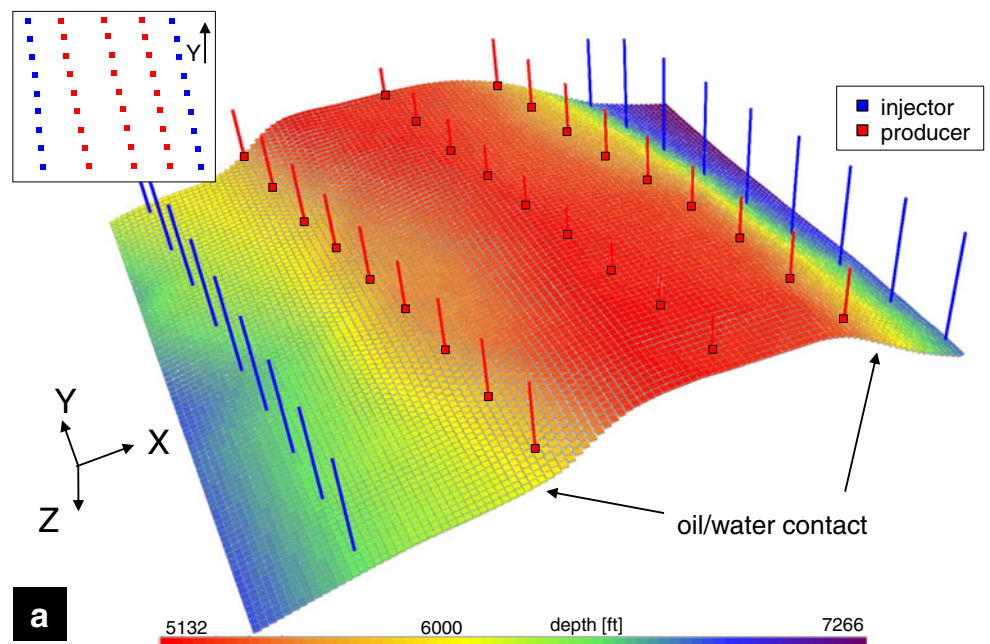 Y
injector
producer
Y
X
Z
oil/water contact
a
5132 6000 depth [ft] 7266